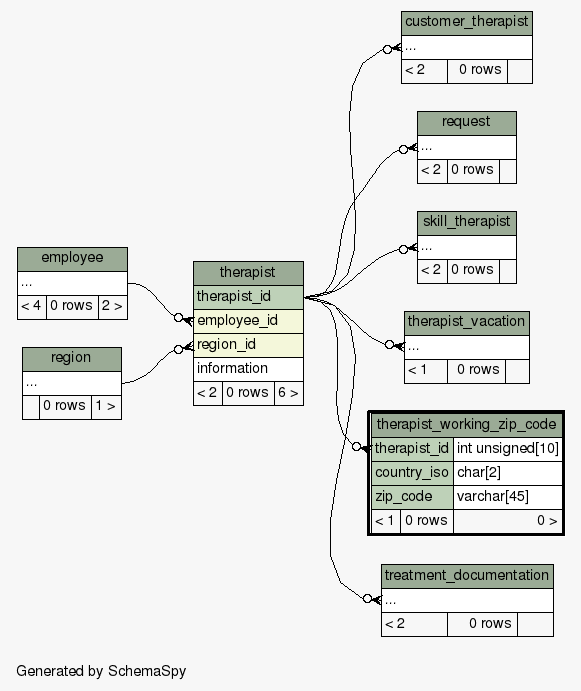 customer_therapist
...
< 2 0 rows
request
...
< 2 0 rows
skill_therapist
...
< 2 0 rows
employee
...
< 4 0 rows 2 >
therapist
therapist_id
employee_id
region_id
information
< 2 0 rows 6 >
therapist_vacation
...
< 1 0 rows
region
...
0 rows 1 >
therapist_working_zip_code
therapist_id int unsigned[10]
country_iso char[2]
zip_code varchar[45]
< 1 0 rows 0 >
treatment_documentation
...
< 2 0 rows
Generated by SchemaSpy